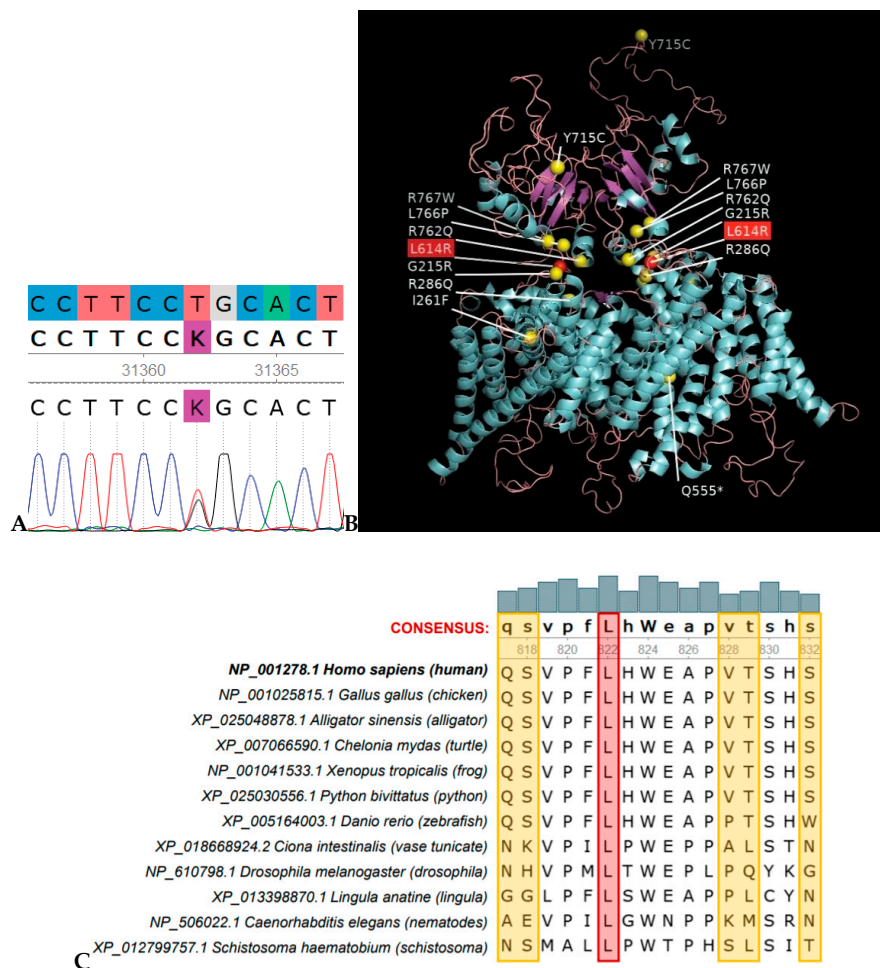 C C T T C C T G C A C T
C C T T C C K G C A C T
31360 31365
C C T T C C K G C A C T
A
Y715C
Y715C
R767W
L766P
R762Q
L614R
G215R
R286Q
I261F
R767W
L766P
R762Q
G215R
L614R
R286Q
Q555*
B
CONSENSUS: q s v p f L h W e a p v t s h s
818 820 822 824 826 828 830 832
NP_001278.1 Homo sapiens (human) Q S V P F L H W E A P V T S H S
NP_001025815.1 Gallus gallus (chicken) Q S V P F L H W E A P V T S H S
XP_025048878.1 Alligator sinensis (alligator) Q S V P F L H W E A P V T S H S
XP_007066590.1 Chelonia mydas (turtle) Q S V P F L H W E A P V T S H S
NP_001041533.1 Xenopus tropicalis (frog) Q S V P F L H W E A P V T S H S
XP_025030556.1 Python bivittatus (python) Q S V P F L H W E A P V T S H S
XP_005164003.1 Danio rerio (zebrafish) Q S V P F L H W E A P P T S H W
XP_018668924.2 Ciona intestinalis (vase tunicate) N K V P I L P W E P P A L S T N
NP_610798.1 Drosophila melanogaster (drosophila) N H V P M L T W E P L P Q Y K G
XP_013398870.1 Lingula anatine (lingula) G G L P F L S W E A P P L C Y N
NP_506022.1 Caenorhabditis elegans (nematodes) A E V P I L G W N P P K M S R N
XP_012799757.1 Schistosoma haematobium (schistosoma) N S M A L L P W T P H S L S I T
C